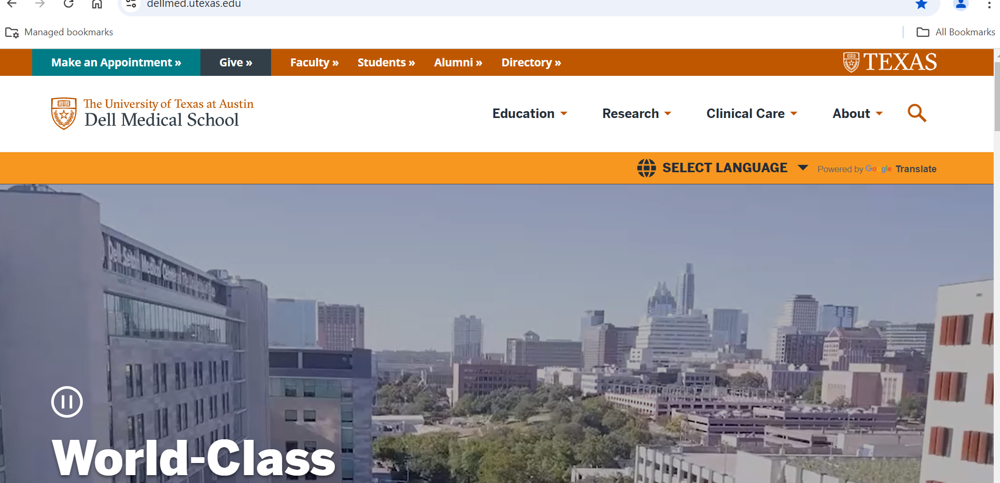 dellmed.utexas.edu
Managed bookmarks
All Bookmarks
Make an Appointment »
Give »
Faculty »
Students »
Alumni »
Directory »
TEXAS
The University of Texas at Austin
Dell Medical School
Education
Research
Clinical Care
About
SELECT LANGUAGE
Powered by Google Translate
Dell Seton Medical Center
World-Class